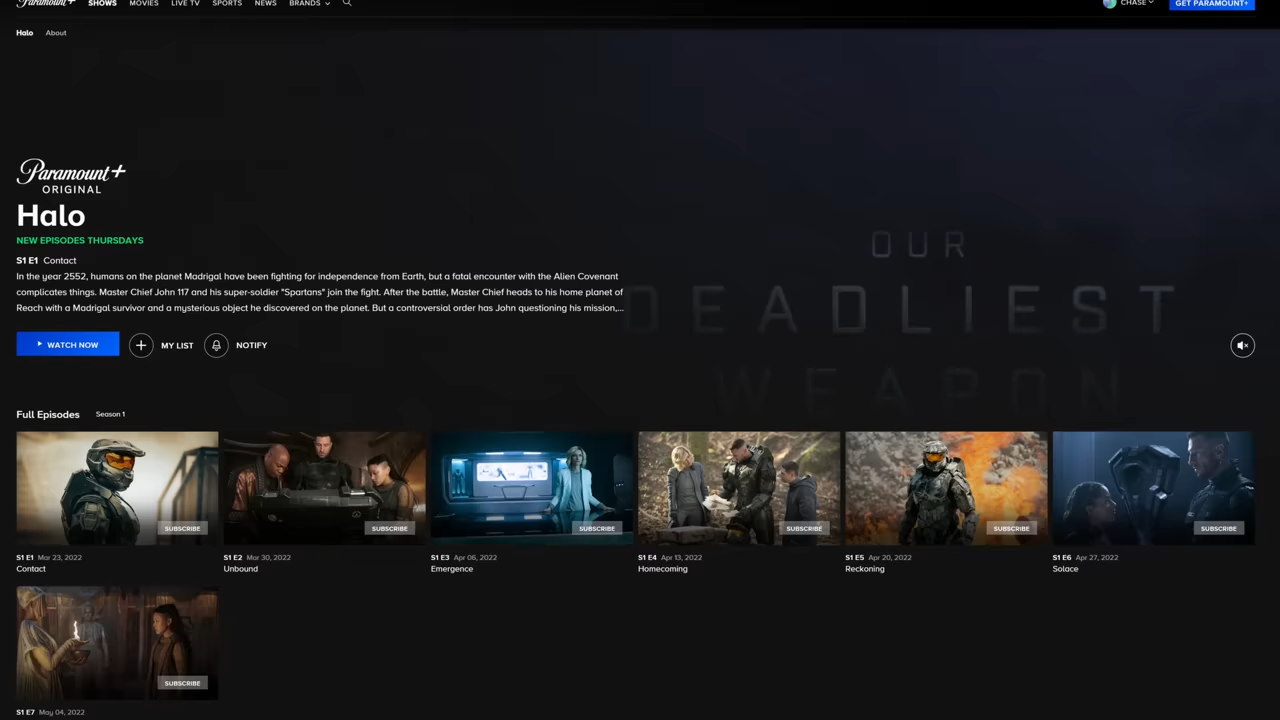 Paramount+ SHOWS MOVIES LIVE TV SPORTS NEWS BRANDS CHASE GET PARAMOUNT+
Halo About
Paramount+
ORIGINAL
Halo
NEW EPISODES THURSDAYS
S1 E1 Contact
In the year 2552, humans on the planet Madrigal have been fighting for independence from Earth, but a fatal encounter with the Alien Covenant
complicates things. Master Chief John 117 and his super-soldier "Spartans" join the fight. After the battle, Master Chief heads to his home planet of
Reach with a Madrigal survivor and a mysterious object he discovered on the planet. But a controversial order has John questioning his mission,...
OUR
DEADLIEST
WEAPON
WATCH NOW MY LIST NOTIFY
Full Episodes Season 1
SUBSCRIBE SUBSCRIBE SUBSCRIBE SUBSCRIBE SUBSCRIBE SUBSCRIBE
S1 E1 Mar 23, 2022 S1 E2 Mar 30, 2022 S1 E3 Apr 06, 2022 S1 E4 Apr 13, 2022 S1 E5 Apr 20, 2022 S1 E6 Apr 27, 2022
Contact Unbound Emergence Homecoming Reckoning Solace
SUBSCRIBE
S1 E7 May 04, 2022